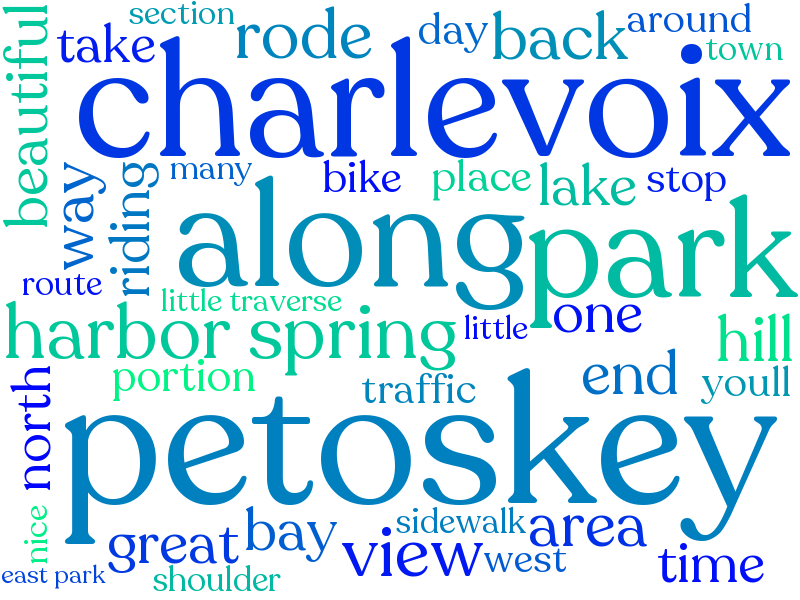 section
take
rode
day
back
around
town
beautiful
charlevoix
way
riding
many
bike
place
lake
stop
along
park
route
little traverse
harbor spring
little
one
hill
north
portion
traffic
end
youll
petoskey
nice
great
bay
sidewalk
area
view
west
time
east park
shoulder